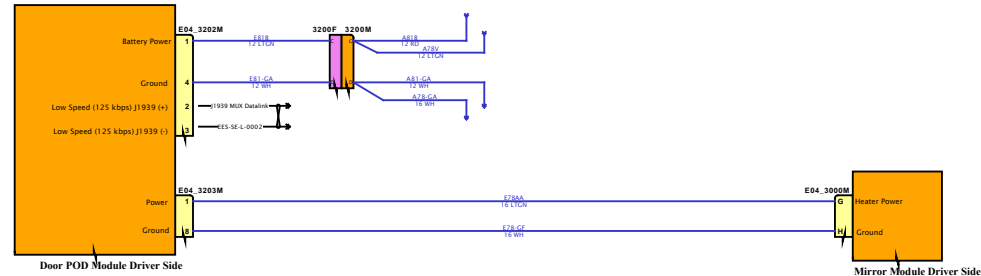 E04_3202M
3200F 3200M
Battery Power 1 E81B 12 LTGN
A81B
12 RD
A78V
12 LTGN
Ground 4 E81-GA 12 WH
A81-GA
12 WH
A78-GA
16 WH
Low Speed (125 kbps) J1939 (+) 2 J1939 MUX Datalink
Low Speed (125 kbps) J1939 (-) 3 EES-SE-L-0002
E04_3203M
E04_3000M
Power 1 E78AA 16 LTGN G Heater Power
Ground 8 E78-GF 16 WH H Ground
Door POD Module Driver Side
Mirror Module Driver Side